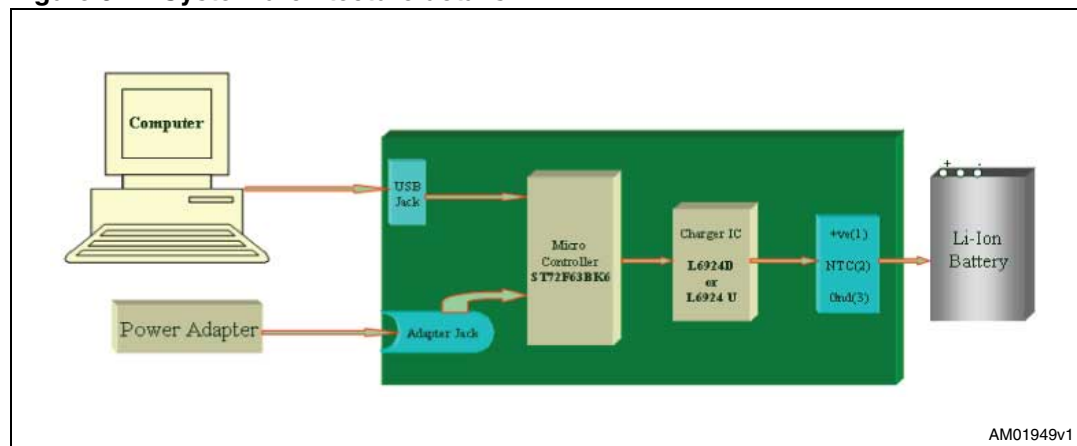 Computer
USB
Jack
Micro
Controller
ST72F63BK6
Charger IC
L6924D
or
L6924 U
+ve(1)
NTC(2)
Gnd(3)
+ -
Li-Ion
Battery
Power Adapter
Adapter Jack
AM01949v1